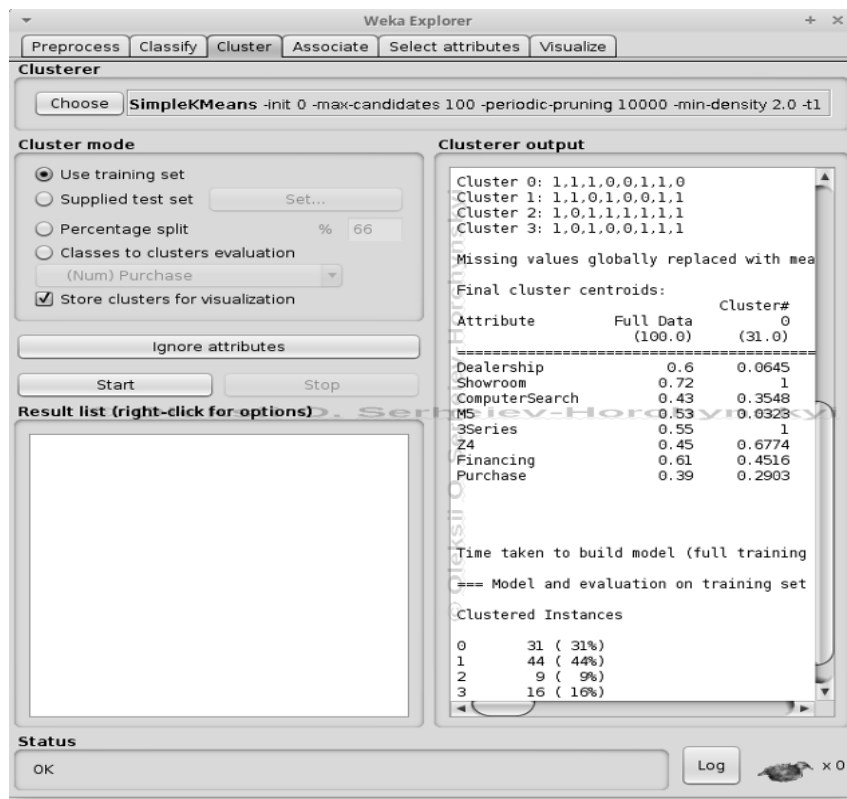 Weka Explorer
Preprocess Classify Cluster Associate Select attributes Visualize
Clusterer
Choose SimpleKMeans -init 0 -max-candidates 100 -periodic-pruning 10000 -min-density 2.0 -t1
Cluster mode
Use training set
Supplied test set Set...
Percentage split % 66
Classes to clusters evaluation
(Num) Purchase
Store clusters for visualization
Ignore attributes
Start Stop
Result list (right-click for options)
Clusterer output
Cluster 0: 1,1,1,0,0,1,1,0
Cluster 1: 1,1,0,1,0,0,1,1
Cluster 2: 1,0,1,1,1,1,1,1
Cluster 3: 1,0,1,0,0,1,1,1
Missing values globally replaced with mea
Final cluster centroids:
Cluster#
Attribute Full Data 0
(100.0) (31.0)
==========================================
Dealership 0.6 0.0645
Showroom 0.72 1
ComputerSearch 0.43 0.3548
M5 0.53 0.0323
3Series 0.55 1
Z4 0.45 0.6774
Financing 0.61 0.4516
Purchase 0.39 0.2903
Time taken to build model (full training
=== Model and evaluation on training set
Clustered Instances
0 31 ( 31%)
1 44 ( 44%)
2 9 ( 9%)
3 16 ( 16%)
Status
OK
Log
x 0
© Oleksii O. Serhieiev-Horchynskyi